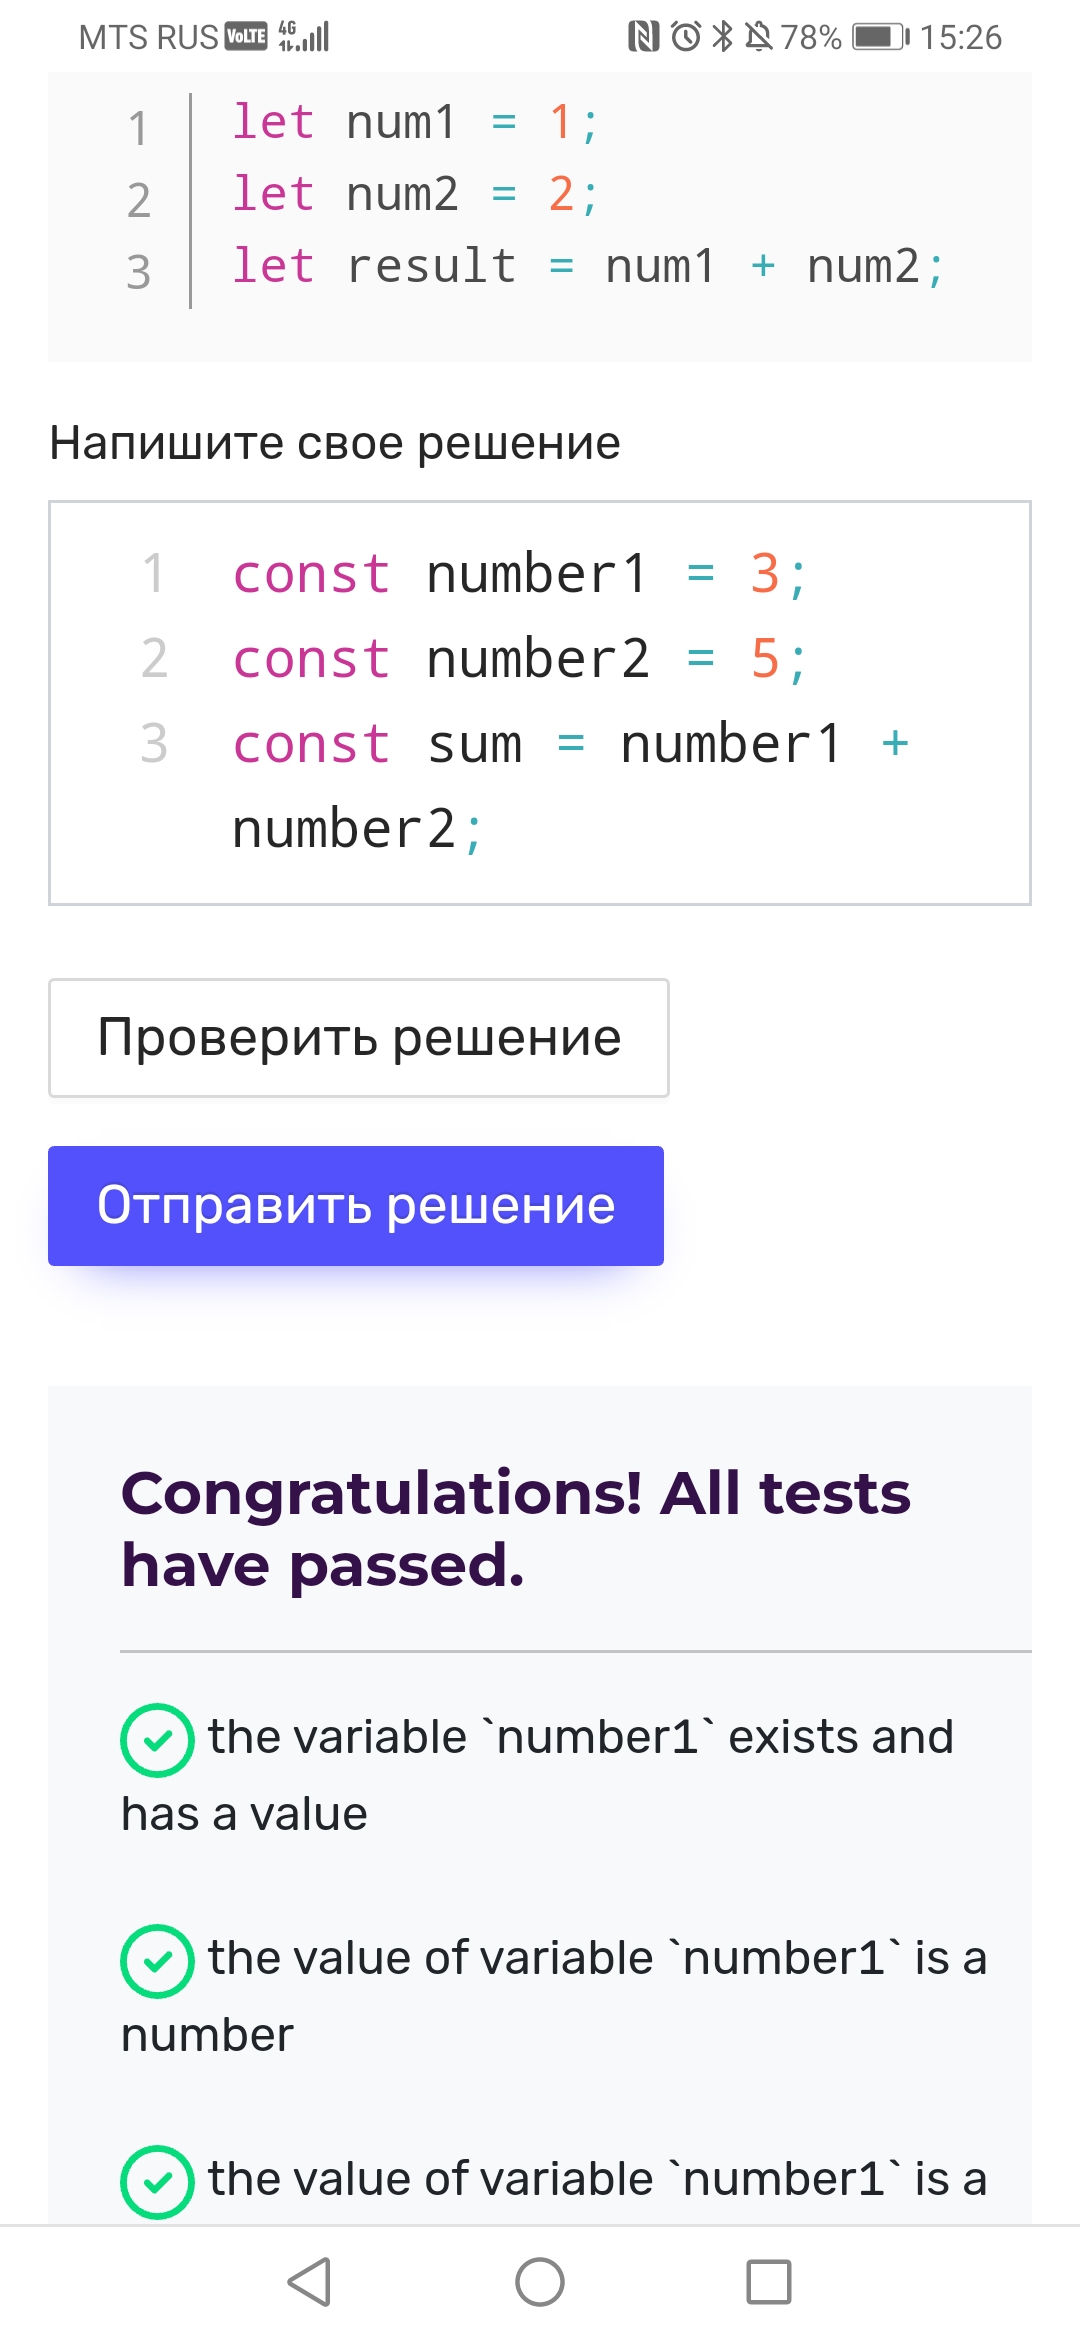 MTS RUS VoLTE 4G 78% 15:26
1 let num1 = 1;
2 let num2 = 2;
3 let result = num1 + num2;
Напишите свое решение
1 const number1 = 3;
2 const number2 = 5;
3 const sum = number1 +
number2;
Проверить решение
Отправить решение
Congratulations! All tests
have passed.
the variable `number1` exists and
has a value
the value of variable `number1` is a
number
the value of variable `number1` is a